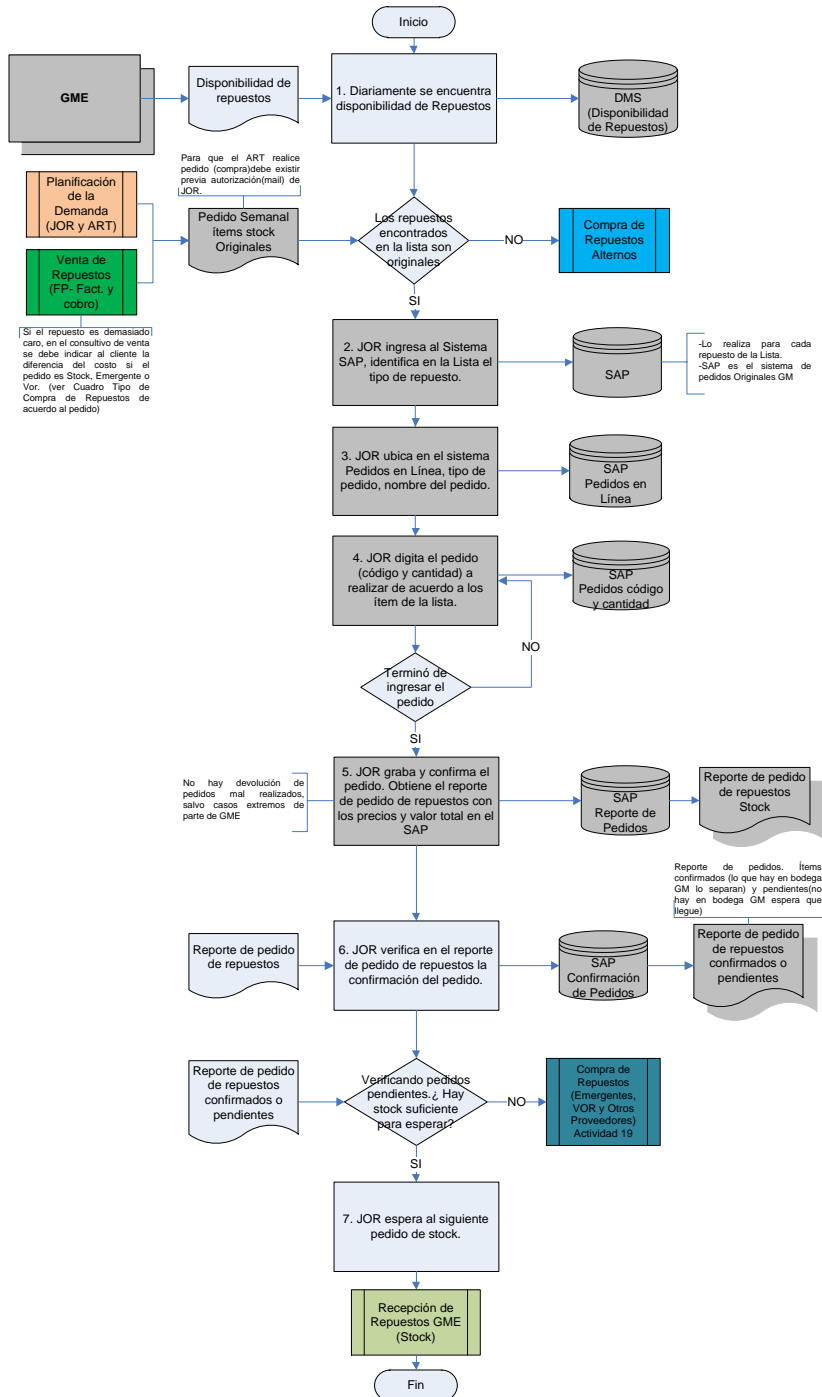 Inicio
GME
Disponibilidad de
repuestos
1. Diariamente se encuentra
disponibilidad de Repuestos
DMS
(Disponibilidad
de Repuestos)
Para que el ART realice
pedido (compra)debe existir
previa autorización(mail) de
JOR.
Planificación
de la
Demanda
(JOR y ART)
Pedido Semanal
ítems stock
Originales
Los repuestos
encontrados
en la lista son
originales
NO
Compra de
Repuestos
Alternos
Venta de
Repuestos
(FP- Fact. y
cobro)
SI
Si el repuesto es demasiado
caro, en el consultivo de venta
se debe indicar al cliente la
diferencia del costo si el
pedido es Stock, Emergente o
Vor. (ver Cuadro Tipo de
Compra de Repuestos de
acuerdo al pedido)
2. JOR ingresa al Sistema
SAP, identifica en la Lista el
tipo de repuesto.
SAP
-Lo realiza para cada
repuesto de la Lista.
-SAP es el sistema de
pedidos Originales GM
3. JOR ubica en el sistema
Pedidos en Línea, tipo de
pedido, nombre del pedido.
SAP
Pedidos en
Línea
4. JOR digita el pedido
(código y cantidad) a
realizar de acuerdo a los
ítem de la lista.
SAP
Pedidos código
y cantidad
NO
Terminó de
ingresar el
pedido
SI
No hay devolución de
pedidos mal realizados,
salvo casos extremos de
parte de GME
5. JOR graba y confirma el
pedido. Obtiene el reporte
de pedido de repuestos con
los precios y valor total en el
SAP
SAP
Reporte de
Pedidos
Reporte de pedido
de repuestos
Stock
Reporte de pedidos. Ítems
confirmados (lo que hay en bodega
GM lo separan) y pendientes(no
hay en bodega GM espera que
llegue)
Reporte de pedido
de repuestos
6. JOR verifica en el reporte
de pedido de repuestos la
confirmación del pedido.
SAP
Confirmación
de Pedidos
Reporte de pedido
de repuestos
confirmados o
pendientes
Reporte de pedido
de repuestos
confirmados o
pendientes
Verificando pedidos
pendientes.¿ Hay
stock suficiente
para esperar?
NO
Compra de
Repuestos
(Emergentes,
VOR y Otros
Proveedores)
Actividad 19
SI
7. JOR espera al siguiente
pedido de stock.
Recepción de
Repuestos GME
(Stock)
Fin